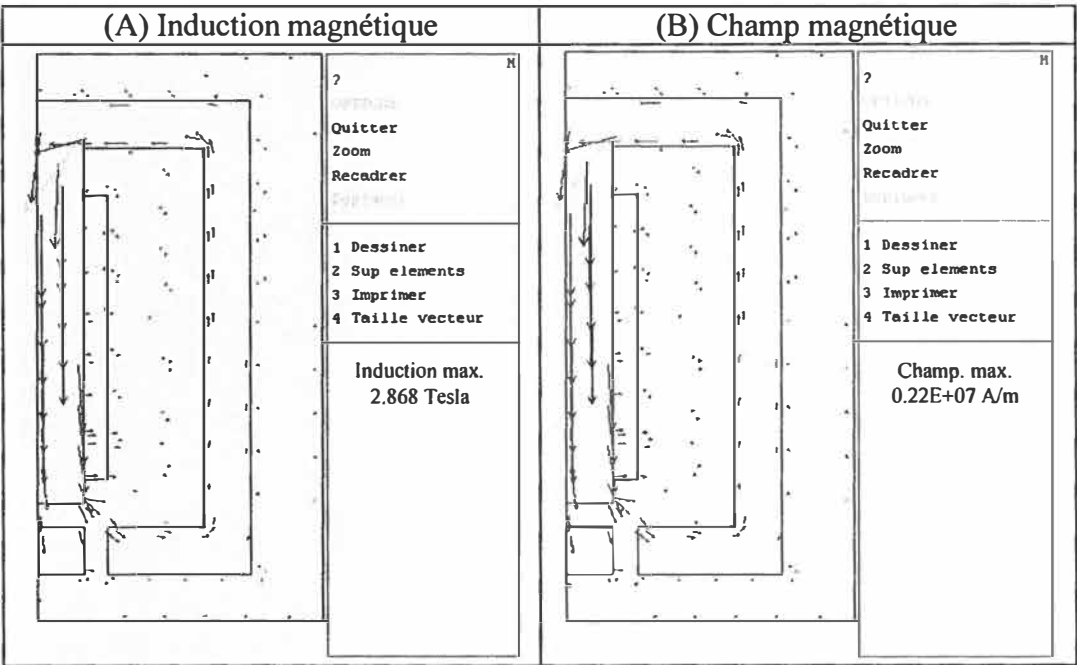 (A) Induction magnétique
(B) Champ magnétique
M
?
Quitter
Zoom
Recadrer
1 Dessiner
2 Sup elements
3 Imprimer
4 Taille vecteur
Induction max.
2.868 Tesla
M
?
Quitter
Zoom
Recadrer
1 Dessiner
2 Sup elements
3 Imprimer
4 Taille vecteur
Champ. max.
0.22E+07 A/m